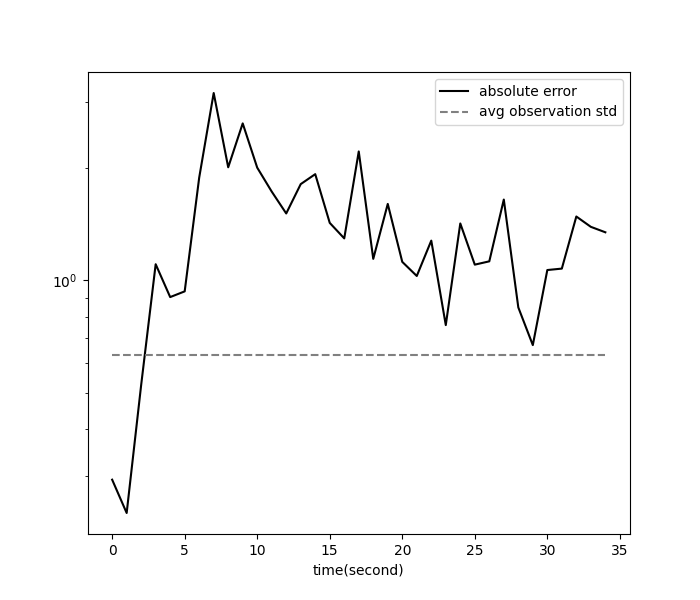 absolute error
avg observation std
10⁰
0 5 10 15 20 25 30 35
time(second)